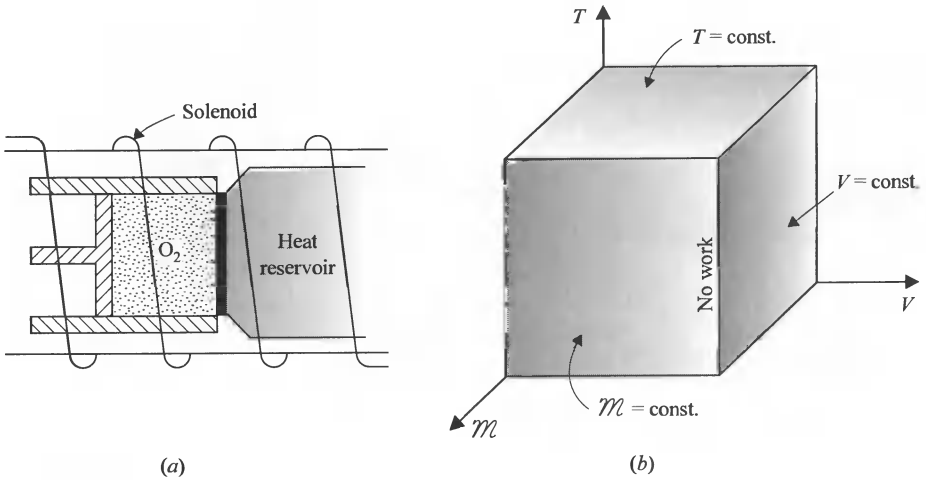 Solenoid
O₂
Heat
reservoir
(a)
T
T = const.
V = const.
No work
V
ℳ = const.
ℳ
(b)